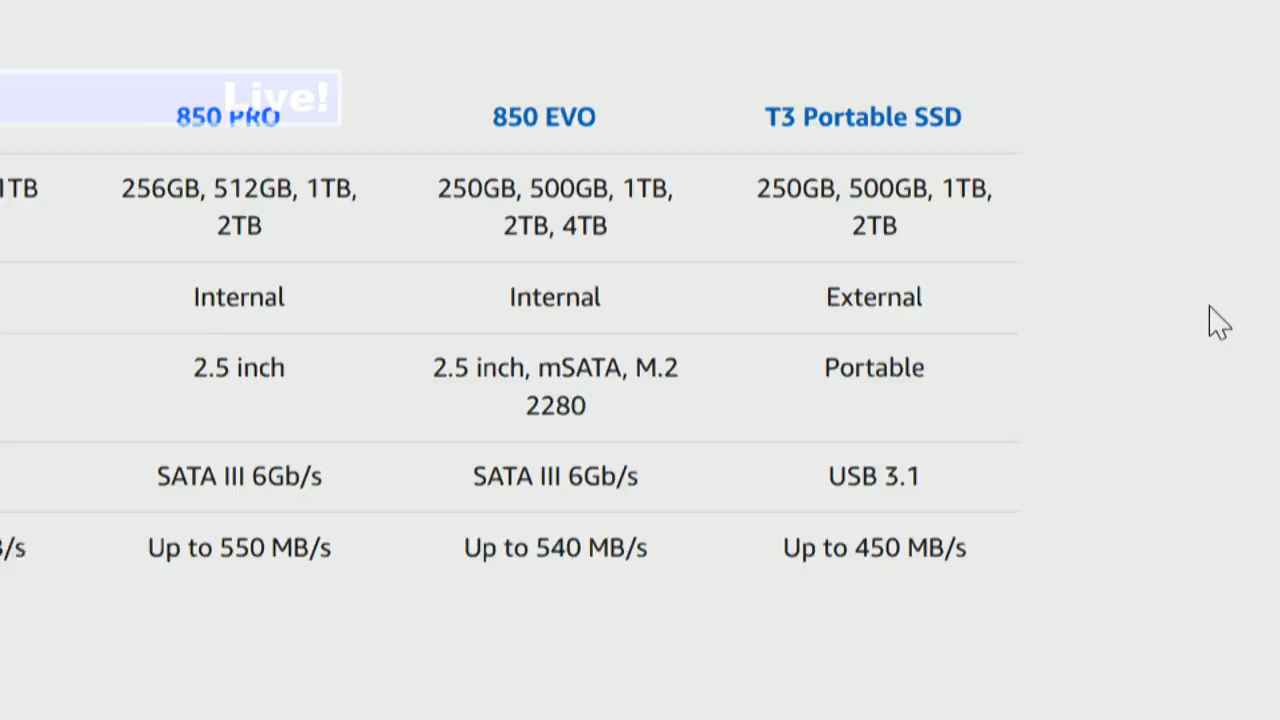 Live!
850 PRO
850 EVO
T3 Portable SSD
1TB
256GB, 512GB, 1TB,
2TB
250GB, 500GB, 1TB,
2TB, 4TB
250GB, 500GB, 1TB,
2TB
Internal
Internal
External
2.5 inch
2.5 inch, mSATA, M.2
2280
Portable
SATA III 6Gb/s
SATA III 6Gb/s
USB 3.1
/s
Up to 550 MB/s
Up to 540 MB/s
Up to 450 MB/s